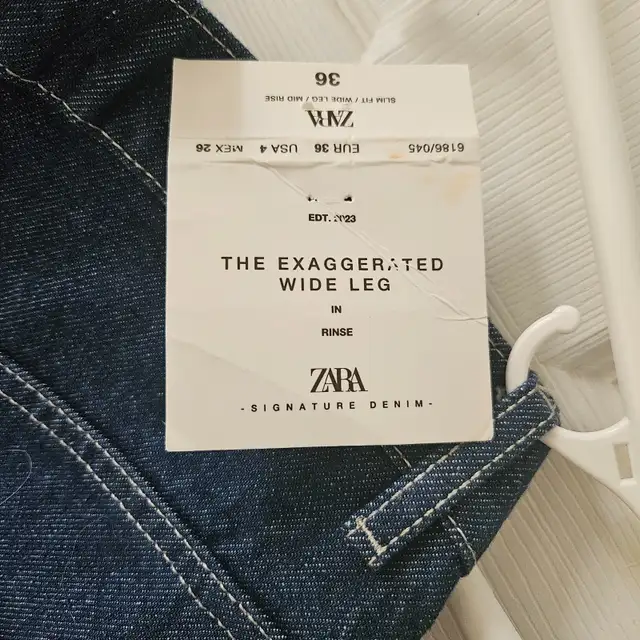 36
SLIM FIT / WIDE LEG / MID RISE
ZARA
6186/045 EUR 36 USA 4 MEX 26
EDT. 2023
THE EXAGGERATED
WIDE LEG
IN
RINSE
ZARA
- SIGNATURE DENIM -